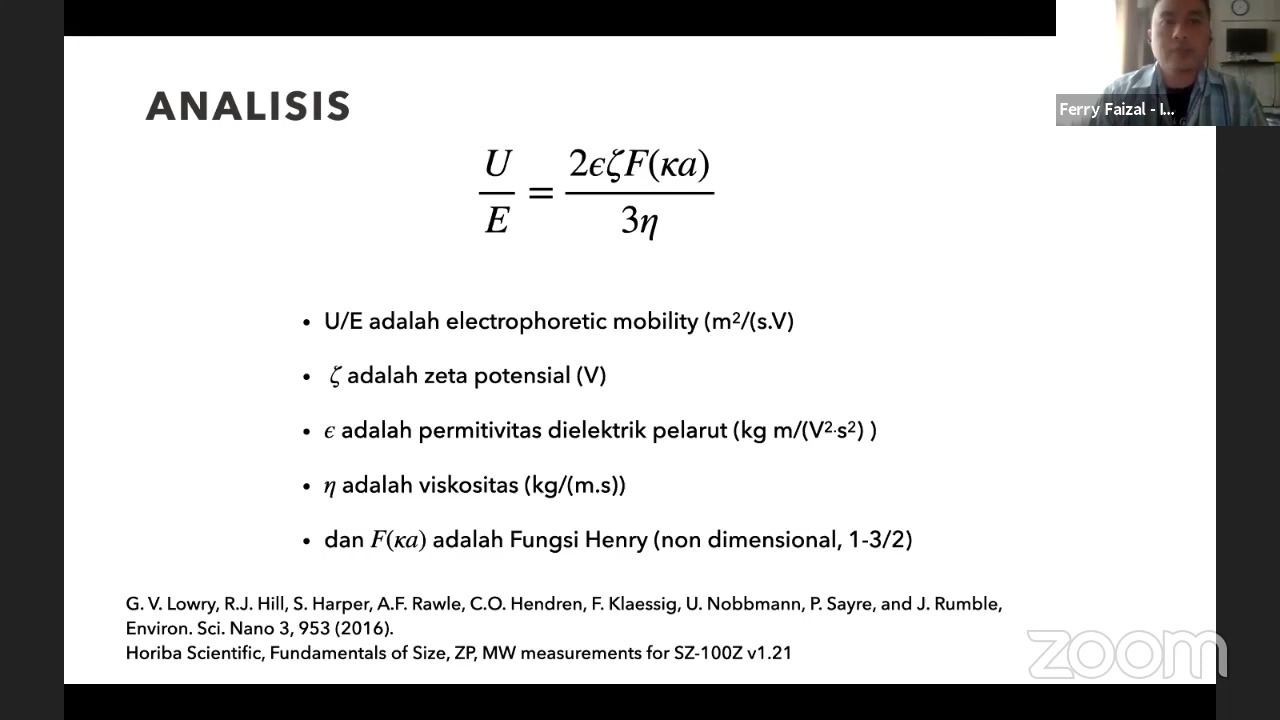 ANALISIS
Ferry Faizal - I...
U/E = 2ϵζF(κa)/3η
• U/E adalah electrophoretic mobility (m²/(s.V)
• ζ adalah zeta potensial (V)
• ϵ adalah permitivitas dielektrik pelarut (kg m/(V²·s²) )
• η adalah viskositas (kg/(m.s))
• dan F(κa) adalah Fungsi Henry (non dimensional, 1-3/2)
G. V. Lowry, R.J. Hill, S. Harper, A.F. Rawle, C.O. Hendren, F. Klaessig, U. Nobbmann, P. Sayre, and J. Rumble,
Environ. Sci. Nano 3, 953 (2016).
Horiba Scientific, Fundamentals of Size, ZP, MW measurements for SZ-100Z v1.21
zoom